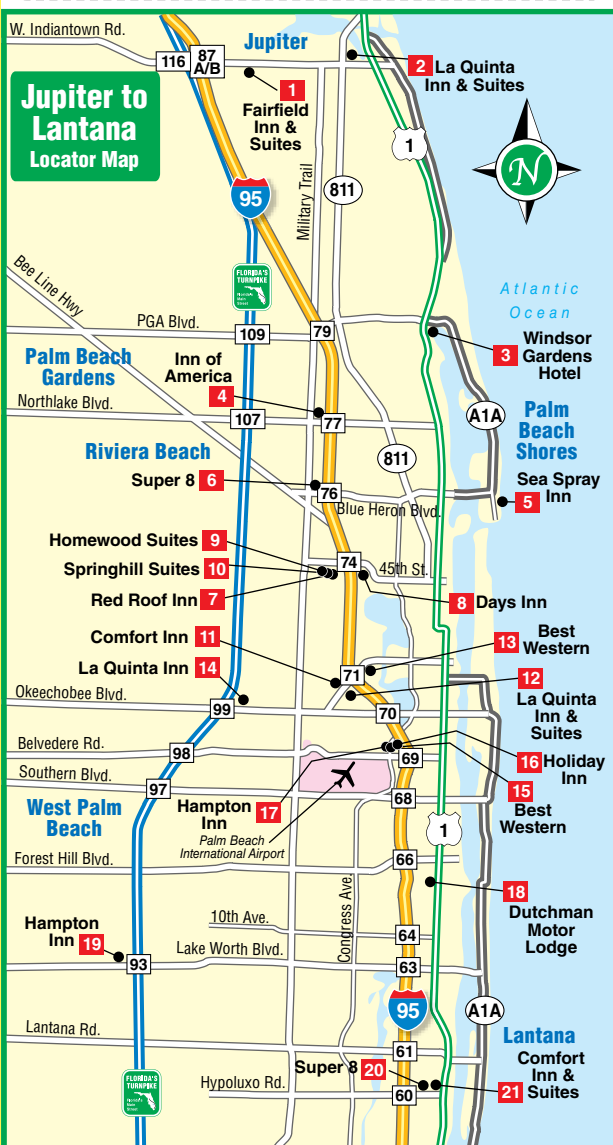 W. Indiantown Rd.
Jupiter
116
87
A/B
2 La Quinta
Inn & Suites
1
Fairfield
Inn &
Suites
Jupiter to
Lantana
Locator Map
1
N
Military Trail
811
95
Bee Line Hwy
FLORIDA'S
TURNPIKE
Atlantic
Ocean
PGA Blvd.
109
79
Windsor
3 Gardens
Hotel
Palm Beach
Gardens
Inn of
America
4
Northlake Blvd.
107
77
A1A
Palm
Beach
Shores
Riviera Beach
811
Super 8 6
76
Blue Heron Blvd.
Sea Spray
5 Inn
Homewood Suites 9
Springhill Suites 10
Red Roof Inn 7
74
45th St.
8 Days Inn
Comfort Inn 11
13 Best
Western
La Quinta Inn 14
71
12
La Quinta
Inn &
Suites
Okeechobee Blvd.
99
70
Belvedere Rd.
98
69
16 Holiday
Inn
Southern Blvd.
97
68
15
Best
Western
West Palm
Beach
Hampton 17
Inn
Palm Beach
International Airport
1
Forest Hill Blvd.
66
18
Dutchman
Motor
Lodge
Congress Ave.
10th Ave.
64
Hampton
Inn 19
Lake Worth Blvd.
93
63
95
A1A
Lantana Rd.
61
Lantana
Super 8 20
Comfort
Inn &
21 Suites
FLORIDA'S
TURNPIKE
Hypoluxo Rd.
60